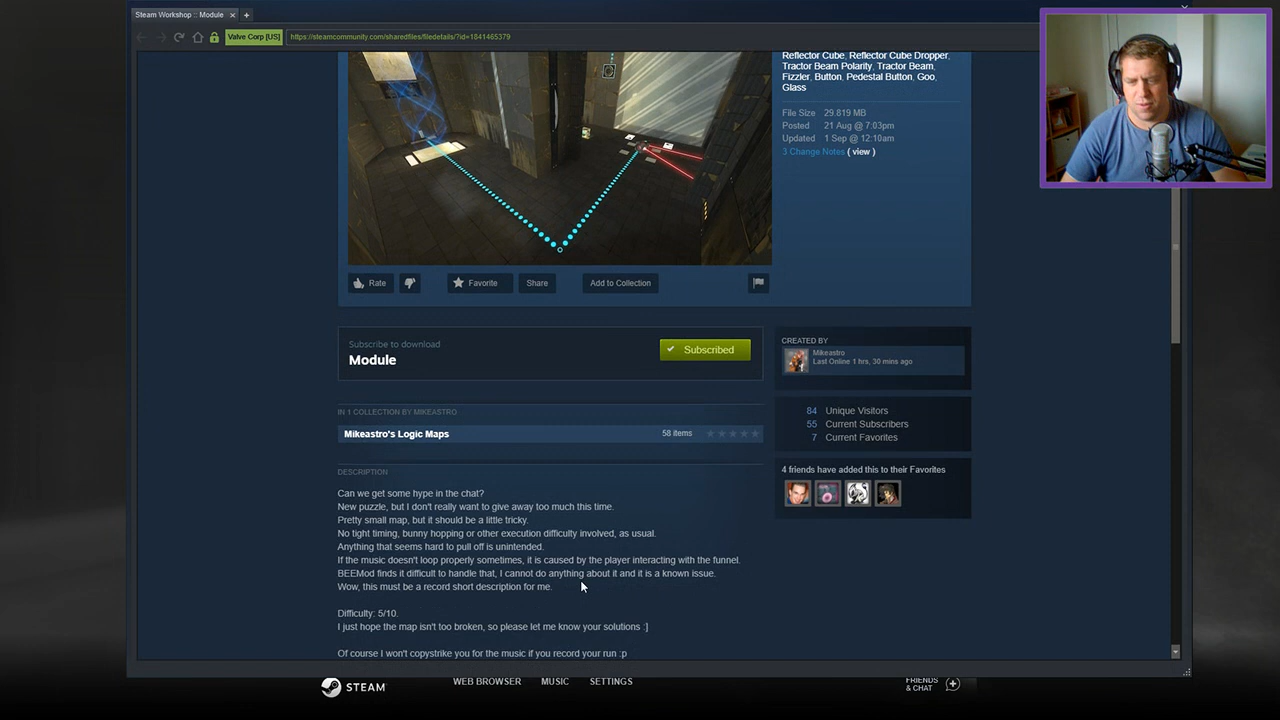 Steam Workshop :: Module
Valve Corp [US]
https://steamcommunity.com/sharedfiles/filedetails/?id=1841465379
Reflector Cube, Reflector Cube Dropper,
Tractor Beam Polarity, Tractor Beam,
Fizzler, Button, Pedestal Button, Goo,
Glass
File Size 29.819 MB
Posted 21 Aug @ 7:03pm
Updated 1 Sep @ 12:10am
3 Change Notes ( view )
Rate
Favorite
Share
Add to Collection
Subscribe to download
Module
Subscribed
CREATED BY
Mikeastro
Last Online 1 hrs, 30 mins ago
IN 1 COLLECTION BY MIKEASTRO
Mikeastro's Logic Maps 58 items
84 Unique Visitors
55 Current Subscribers
7 Current Favorites
4 friends have added this to their Favorites
DESCRIPTION
Can we get some hype in the chat?
New puzzle, but I don't really want to give away too much this time.
Pretty small map, but it should be a little tricky.
No tight timing, bunny hopping or other execution difficulty involved, as usual.
Anything that seems hard to pull off is unintended.
If the music doesn't loop properly sometimes, it is caused by the player interacting with the funnel.
BEEMod finds it difficult to handle that, I cannot do anything about it and it is a known issue.
Wow, this must be a record short description for me.
Difficulty: 5/10.
I just hope the map isn't too broken, so please let me know your solutions :]
Of course I won't copystrike you for the music if you record your run :p
STEAM
WEB BROWSER
MUSIC
SETTINGS
FRIENDS
& CHAT